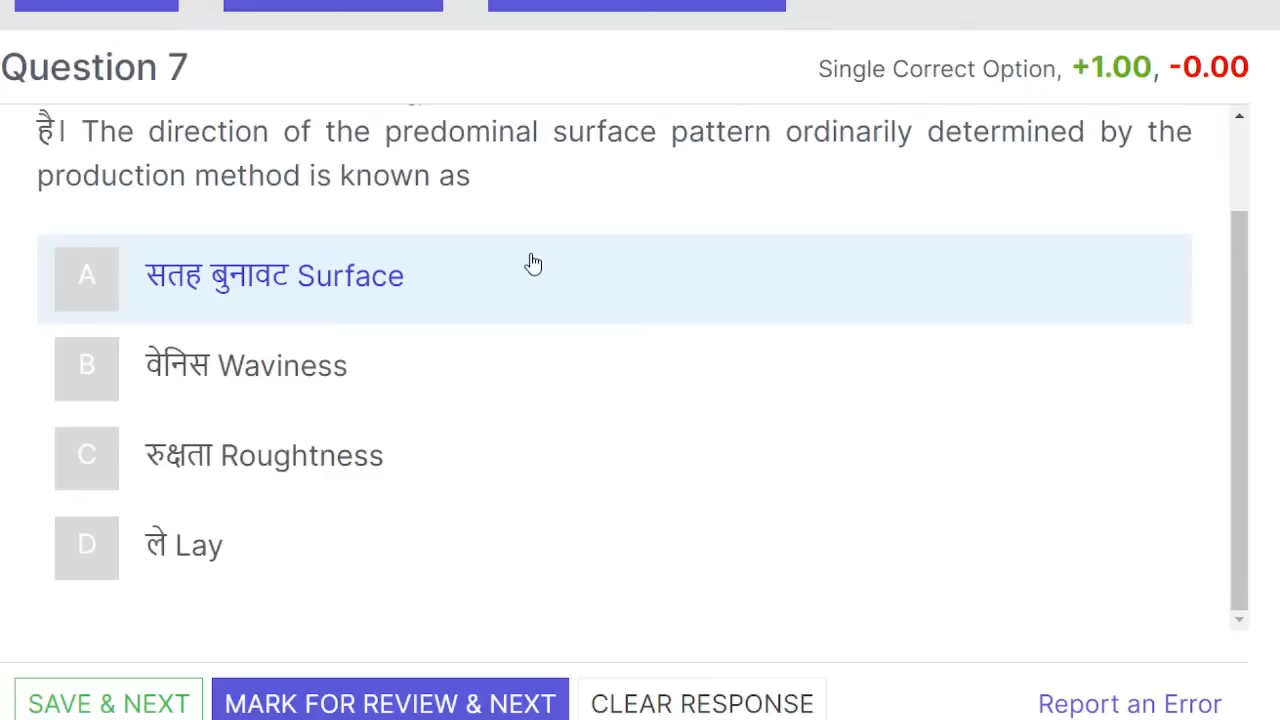 Question 7
Single Correct Option, +1.00, -0.00
है। The direction of the predominal surface pattern ordinarily determined by the
production method is known as
A सतह बुनावट Surface
B वेनिस Waviness
C रुक्षता Roughtness
D ले Lay
SAVE & NEXT MARK FOR REVIEW & NEXT CLEAR RESPONSE Report an Error